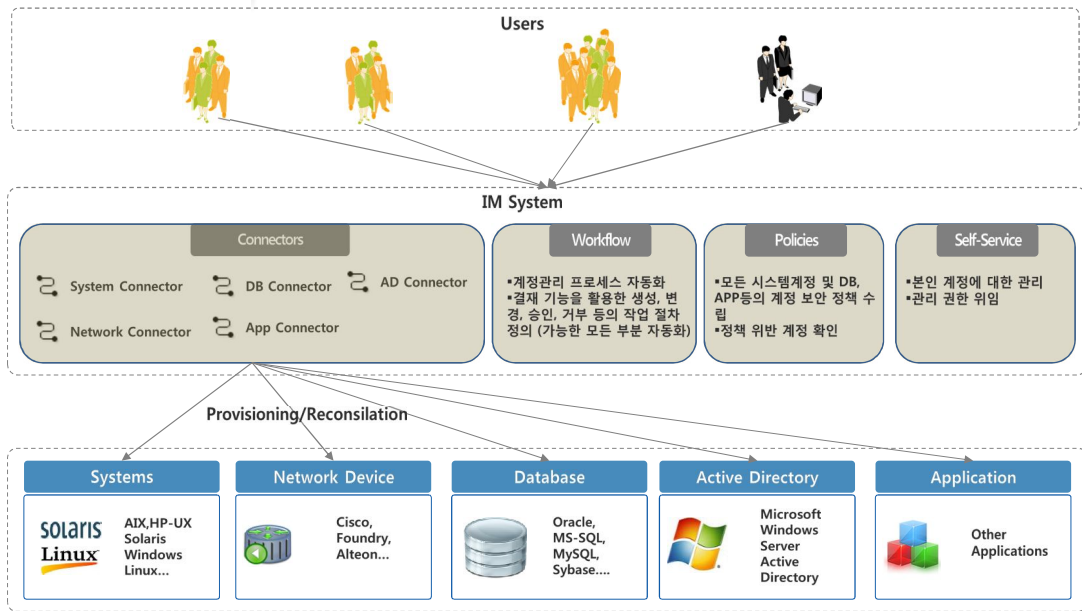 Users
IM System
Connectors
System Connector
DB Connector
AD Connector
Network Connector
App Connector
Workflow
▪계정관리 프로세스 자동화
▪결재 기능을 활용한 생성, 변
경, 승인, 거부 등의 작업 절차
정의 (가능한 모든 부분 자동화)
Policies
▪모든 시스템계정 및 DB,
APP등의 계정 보안 정책 수
립
▪정책 위반 계정 확인
Self-Service
▪본인 계정에 대한 관리
▪관리 권한 위임
Provisioning/Reconsilation
Systems
SOLARIS
Linux
AIX,HP-UX
Solaris
Windows
Linux...
Network Device
Cisco,
Foundry,
Alteon...
Database
Oracle,
MS-SQL,
MySQL,
Sybase....
Active Directory
Microsoft
Windows
Server
Active
Directory
Application
Other
Applications